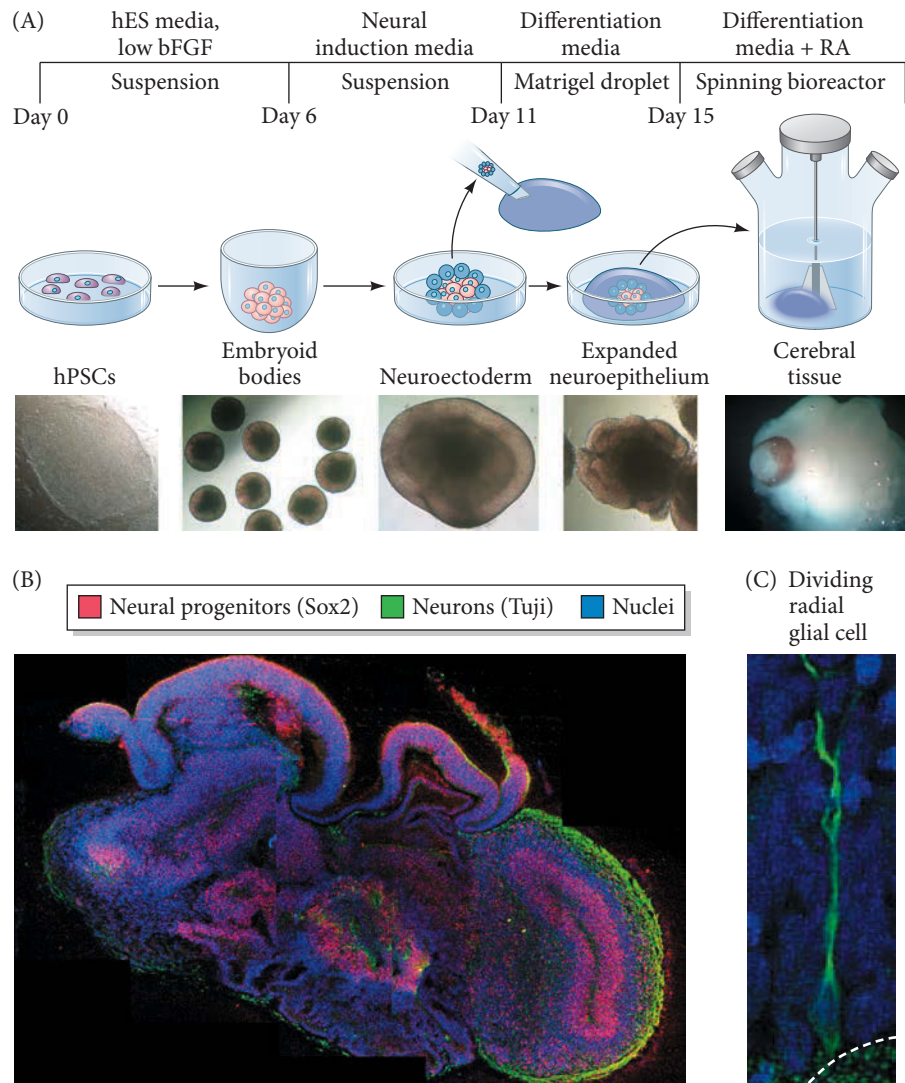 (A)
hES media,
low bFGF
Neural
induction media
Differentiation
media
Differentiation
media + RA
Suspension
Suspension
Matrigel droplet
Spinning bioreactor
Day 0
Day 6
Day 11
Day 15
hPSCs
Embryoid
bodies
Neuroectoderm
Expanded
neuroepithelium
Cerebral
tissue
(B)
Neural progenitors (Sox2)
Neurons (Tuji)
Nuclei
(C) Dividing
radial
glial cell